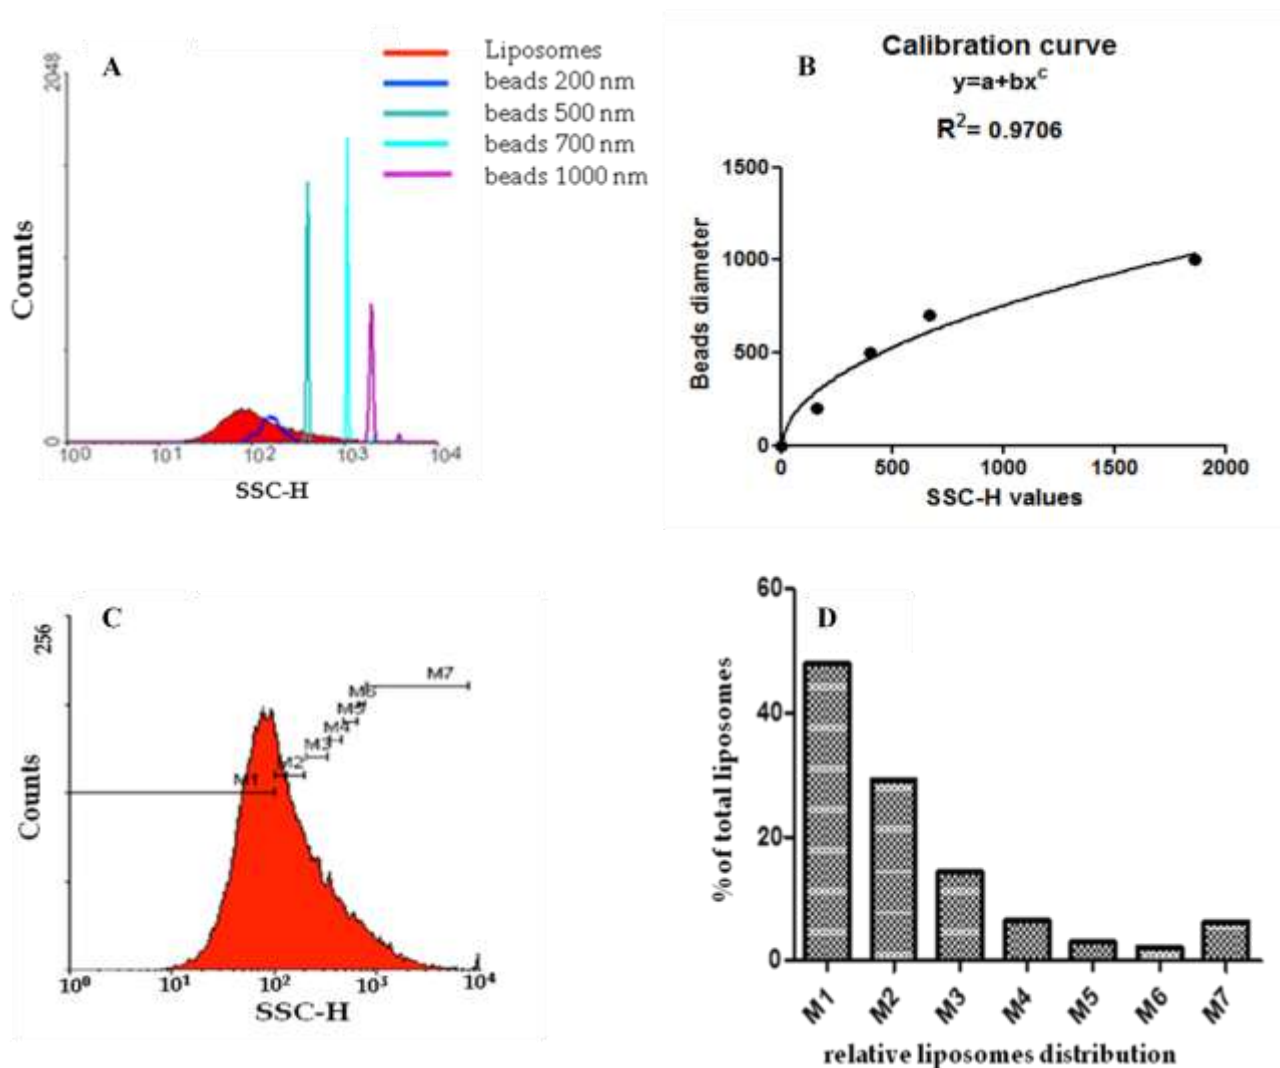 A
2048
Counts
0
10⁰ 10¹ 10² 10³ 10⁴
SSC-H
Liposomes
beads 200 nm
beads 500 nm
beads 700 nm
beads 1000 nm
B
Calibration curve
y=a+bxᶜ
R²= 0.9706
Beads diameter
1500
1000
500
0
0 500 1000 1500 2000
SSC-H values
C
256
Counts
M7
M6
M5
M4
M3
M2
M1
10⁰ 10¹ 10² 10³ 10⁴
SSC-H
D
% of total liposomes
60
40
20
0
M1 M2 M3 M4 M5 M6 M7
relative liposomes distribution